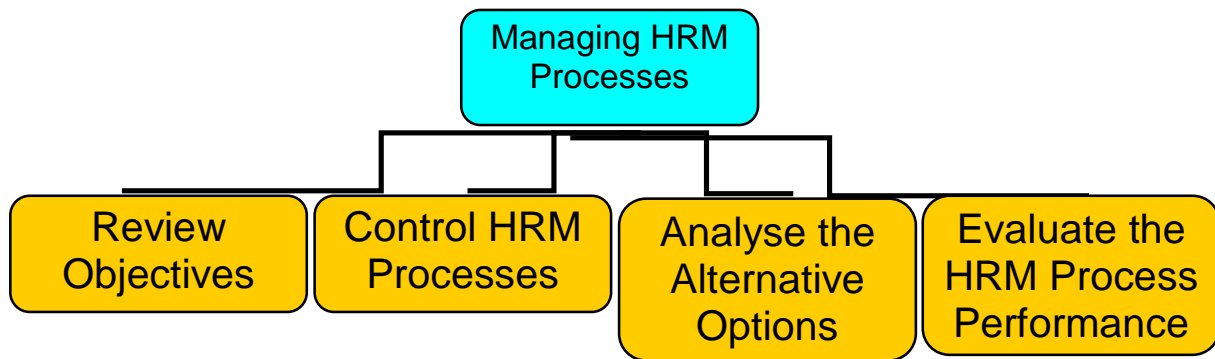 Managing HRM
Processes
Review
Objectives
Control HRM
Processes
Analyse the
Alternative
Options
Evaluate the
HRM Process
Performance